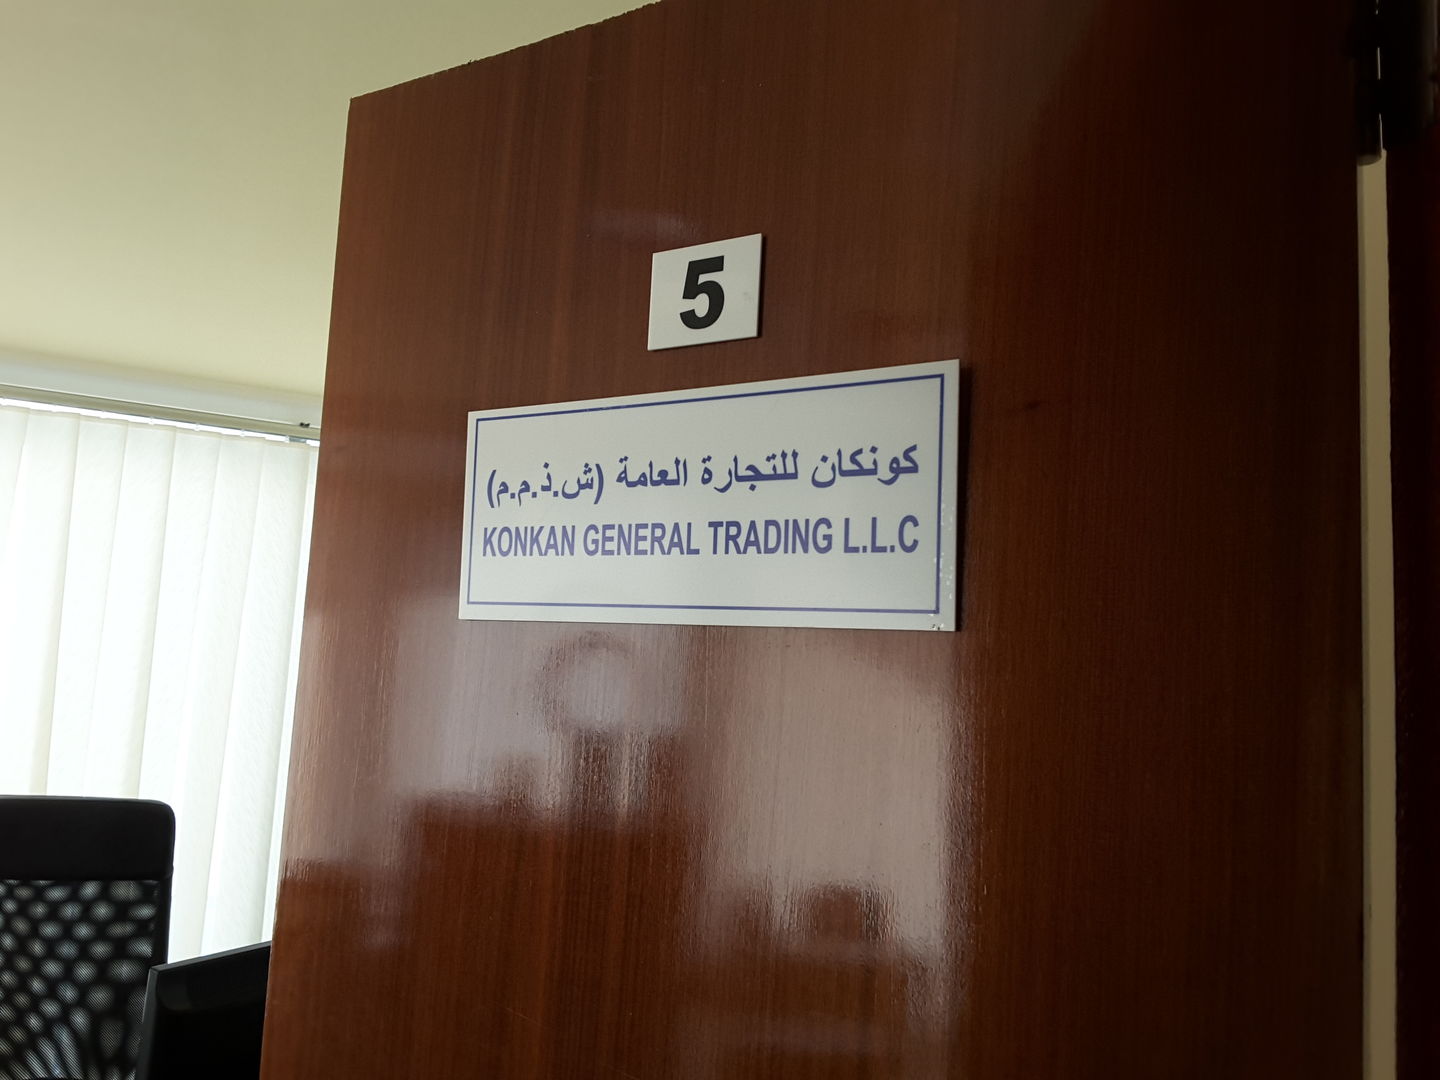 5
كونكان للتجارة العامة (ش.ذ.م.م)
KONKAN GENERAL TRADING L.L.C